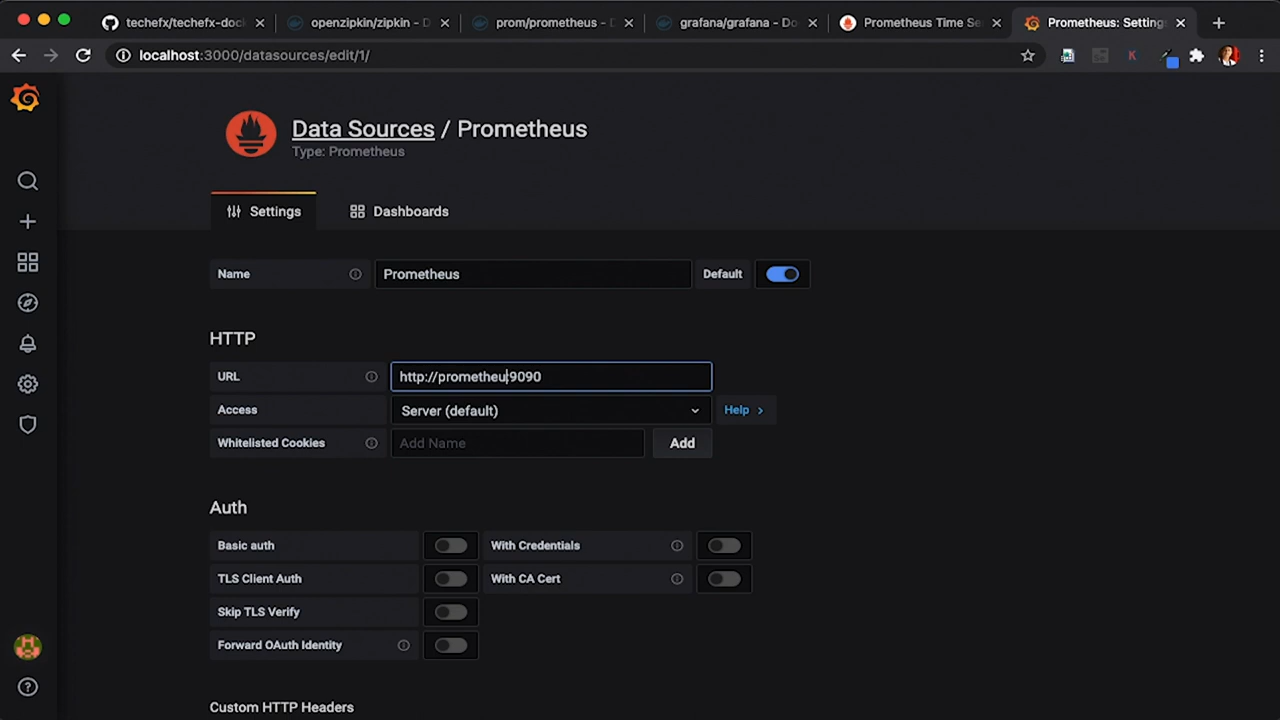 techefx/techefx-doc
openzipkin/zipkin - D
prom/prometheus - D
grafana/grafana - Do
Prometheus Time Se
Prometheus: Setting
localhost:3000/datasources/edit/1/
K
Data Sources / Prometheus
Type: Prometheus
Settings
Dashboards
Name
Prometheus
Default
HTTP
URL
http://prometheu:9090
Access
Server (default)
Help >
Whitelisted Cookies
Add Name
Add
Auth
Basic auth
With Credentials
TLS Client Auth
With CA Cert
Skip TLS Verify
Forward OAuth Identity
Custom HTTP Headers